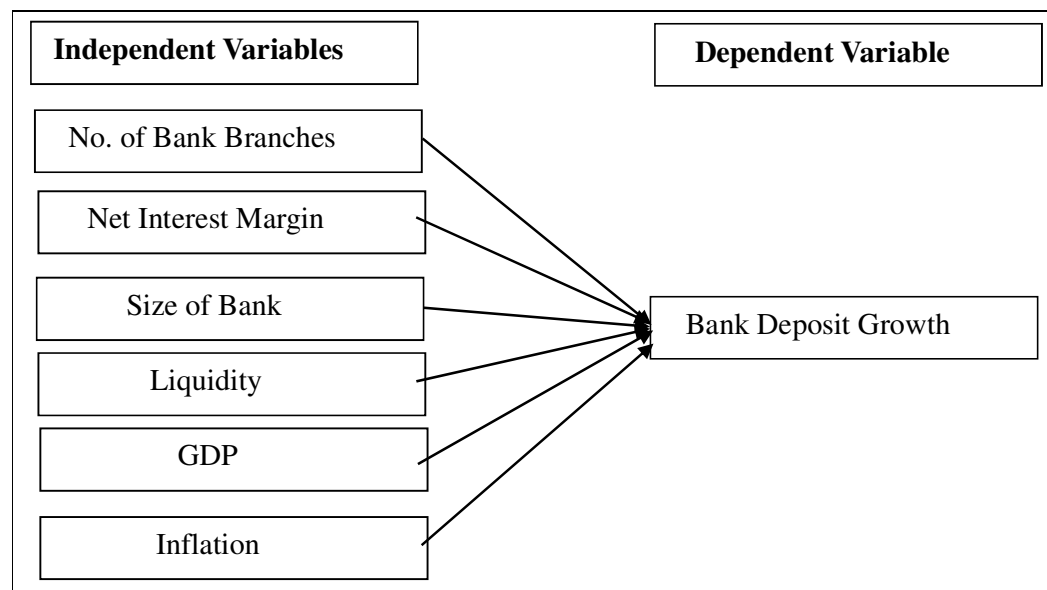 Independent Variables
Dependent Variable
No. of Bank Branches
Net Interest Margin
Size of Bank
Bank Deposit Growth
Liquidity
GDP
Inflation